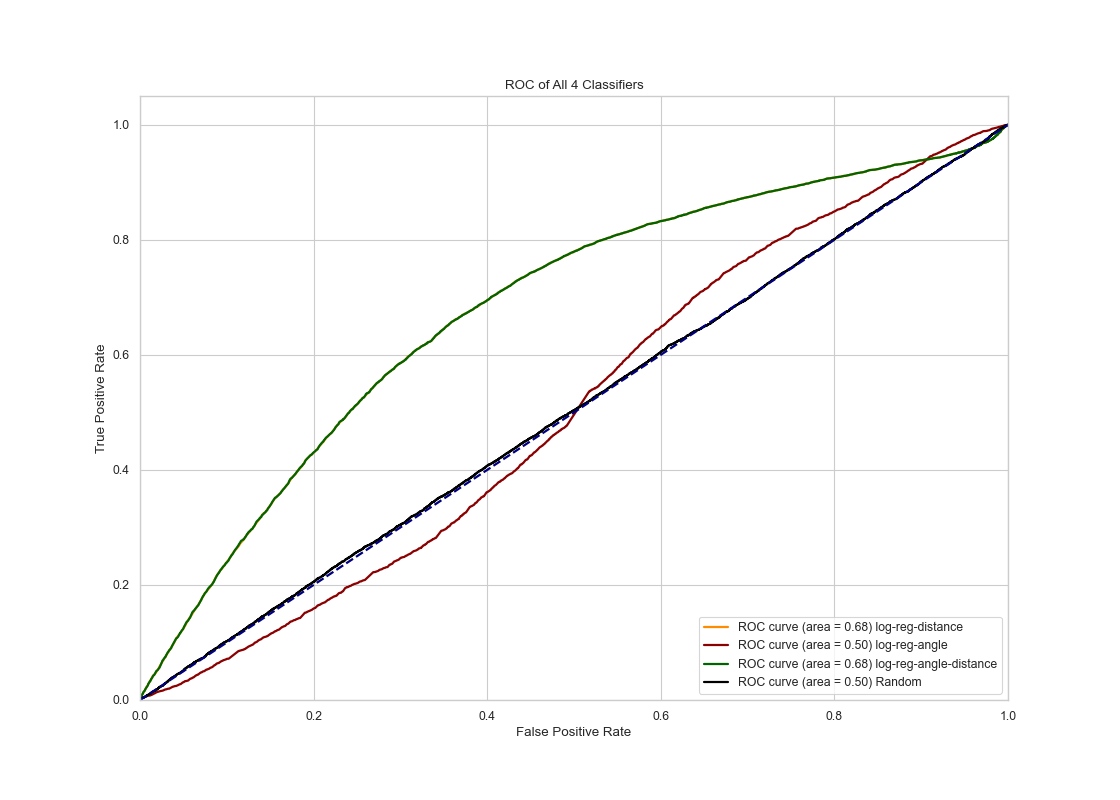 ROC of All 4 Classifiers
1.0
0.8
0.6
0.4
0.2
0.0
True Positive Rate
0.0 0.2 0.4 0.6 0.8 1.0
False Positive Rate
ROC curve (area = 0.68) log-reg-distance
ROC curve (area = 0.50) log-reg-angle
ROC curve (area = 0.68) log-reg-angle-distance
ROC curve (area = 0.50) Random